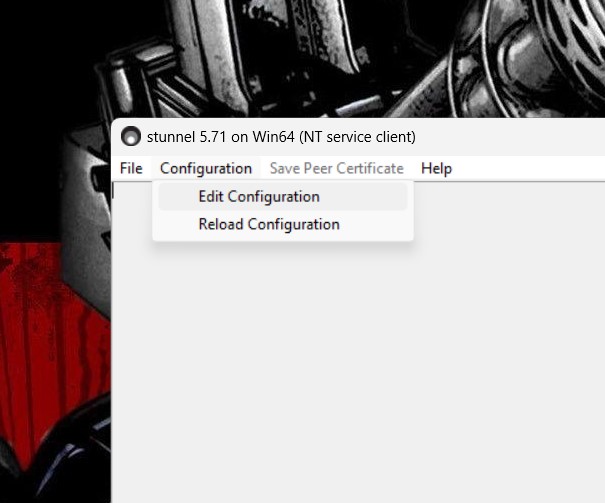 stunnel 5.71 on Win64 (NT service client)
File Configuration Save Peer Certificate Help
Edit Configuration
Reload Configuration